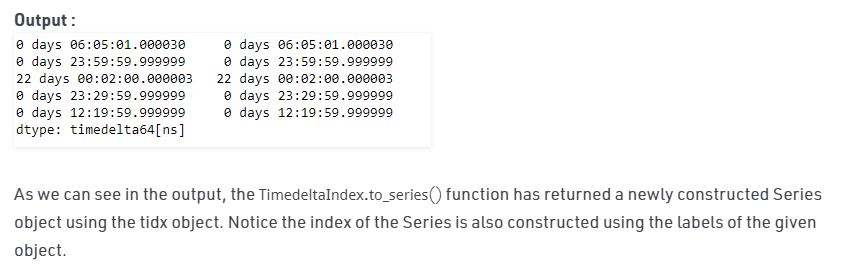 Output :
0 days 06:05:01.000030     0 days 06:05:01.000030
0 days 23:59:59.999999     0 days 23:59:59.999999
22 days 00:02:00.000003   22 days 00:02:00.000003
0 days 23:29:59.999999     0 days 23:29:59.999999
0 days 12:19:59.999999     0 days 12:19:59.999999
dtype: timedelta64[ns]
As we can see in the output, the TimedeltaIndex.to_series() function has returned a newly constructed Series
object using the tidx object. Notice the index of the Series is also constructed using the labels of the given
object.